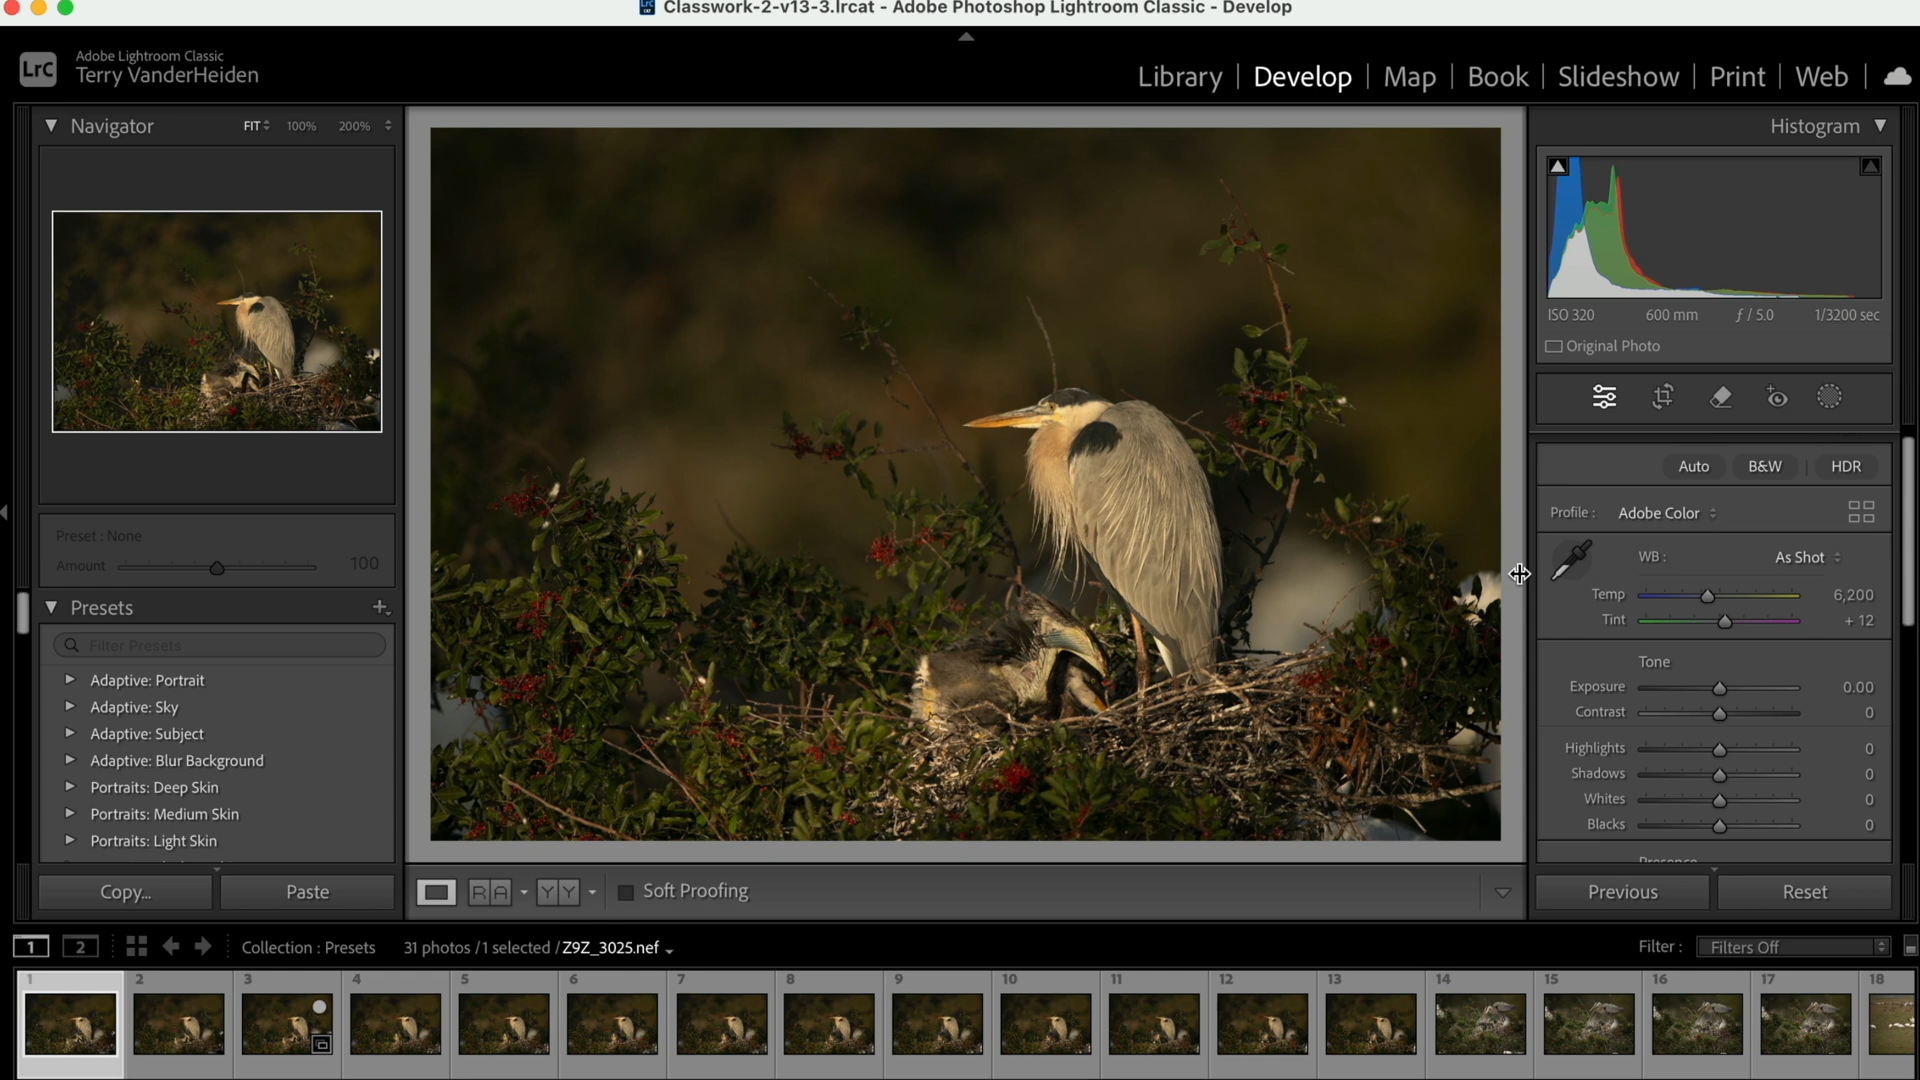 Classwork-2-v13-3.lrcat - Adobe Photoshop Lightroom Classic - Develop
LrC
Adobe Lightroom Classic
Terry VanderHeiden
Library | Develop | Map | Book | Slideshow | Print | Web
Navigator FIT 100% 200%
Histogram
ISO 320 600 mm ƒ / 5.0 1/3200 sec
Original Photo
Auto B&W | HDR
Profile : Adobe Color
WB : As Shot
Temp 6,200
Tint + 12
Tone
Exposure 0.00
Contrast 0
Highlights 0
Shadows 0
Whites 0
Blacks 0
Presence
Previous Reset
Preset : None
Amount 100
Presets
Filter Presets
Adaptive: Portrait
Adaptive: Sky
Adaptive: Subject
Adaptive: Blur Background
Portraits: Deep Skin
Portraits: Medium Skin
Portraits: Light Skin
Copy... Paste
R A Y Y Soft Proofing
1 2 Collection : Presets 31 photos / 1 selected / Z9Z_3025.nef Filter : Filters Off
1 2 3 4 5 6 7 8 9 10 11 12 13 14 15 16 17 18